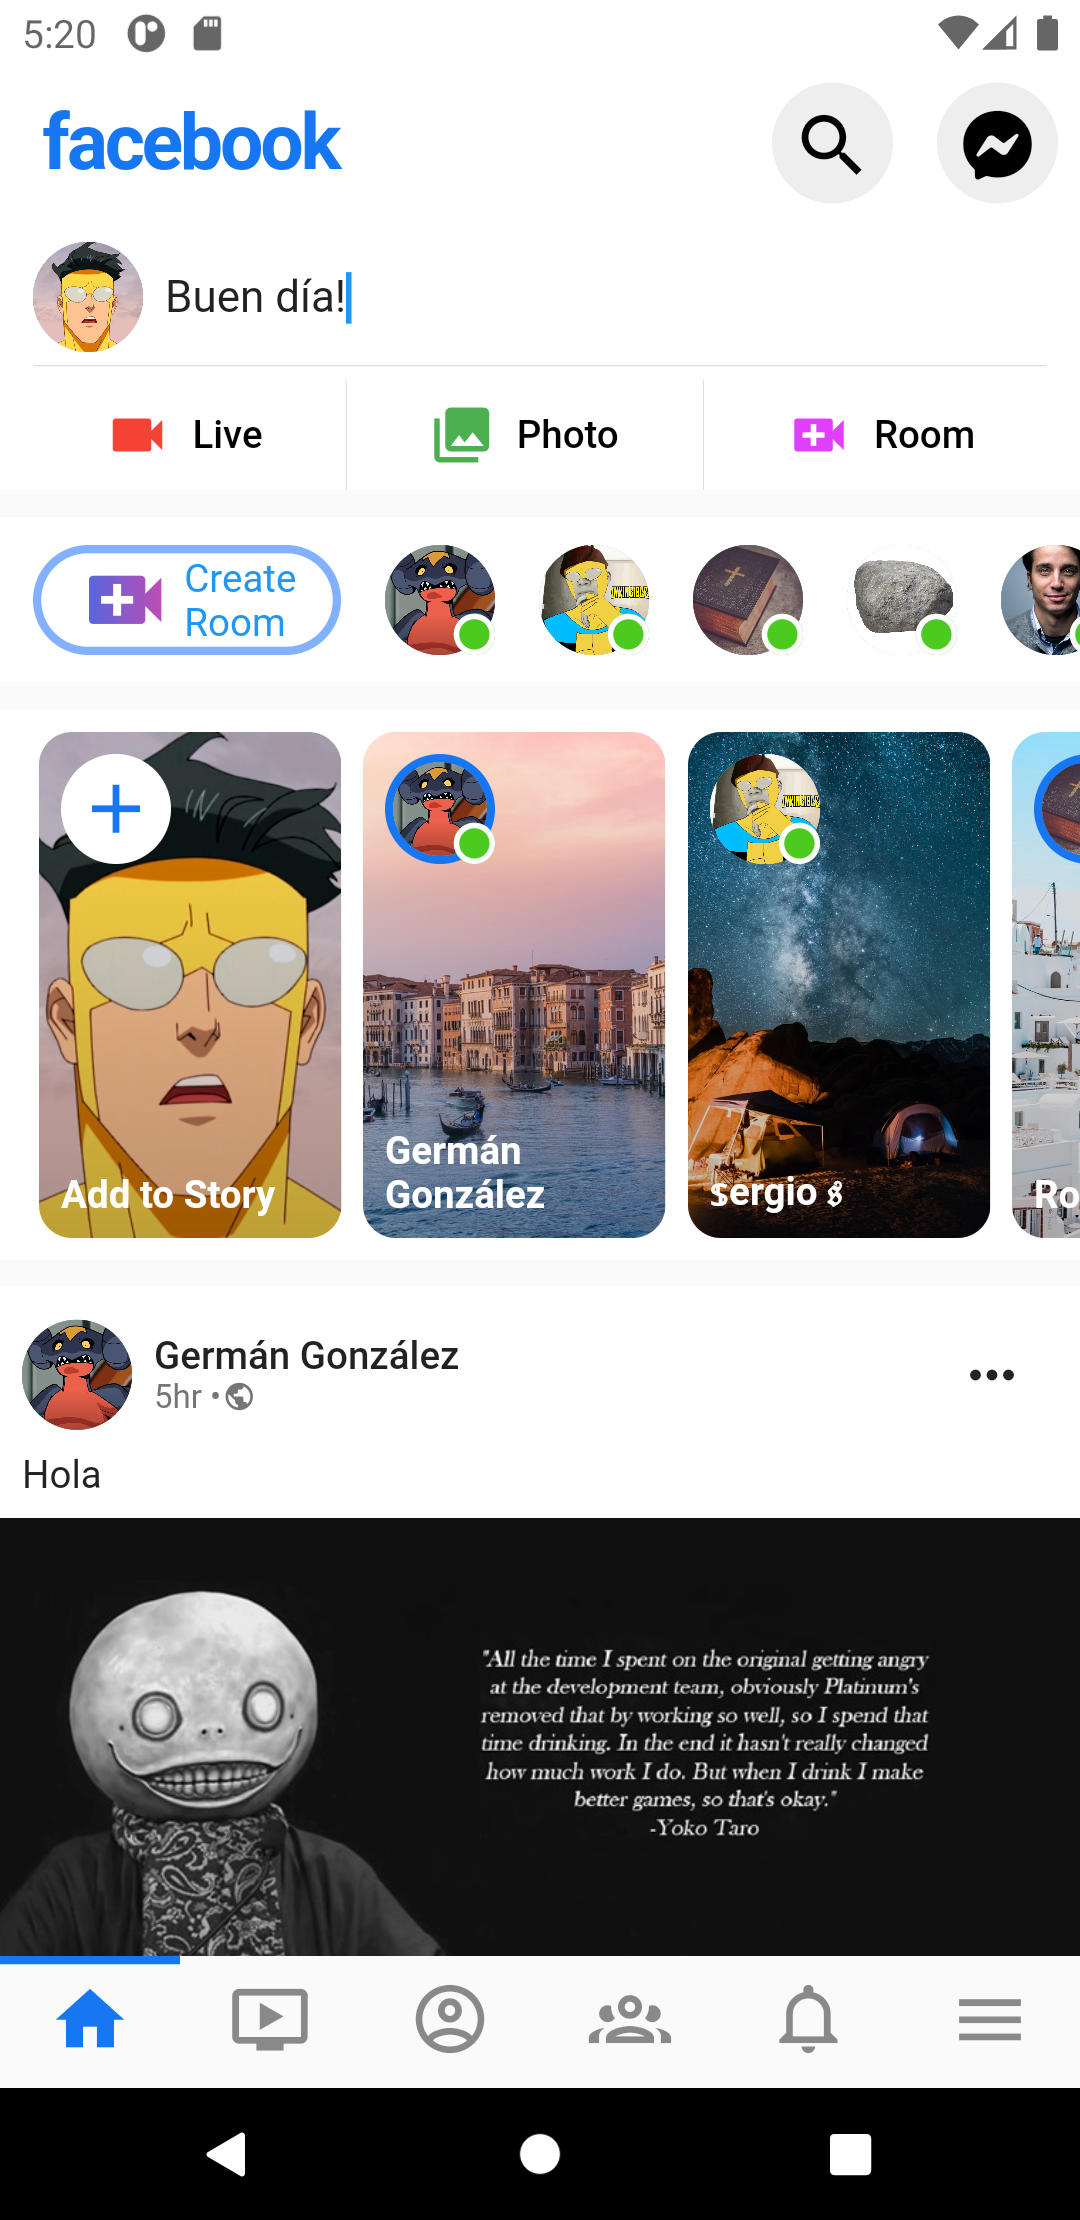 5:20
facebook
Buen día!
Live
Photo
Room
Create
Room
Add to Story
Germán
González
sergio
Ro
Germán González
5hr •
Hola
"All the time I spent on the original getting angry
at the development team, obviously Platinum's
removed that by working so well, so I spend that
time drinking. In the end it hasn't really changed
how much work I do. But when I drink I make
better games, so that's okay."
-Yoko Taro